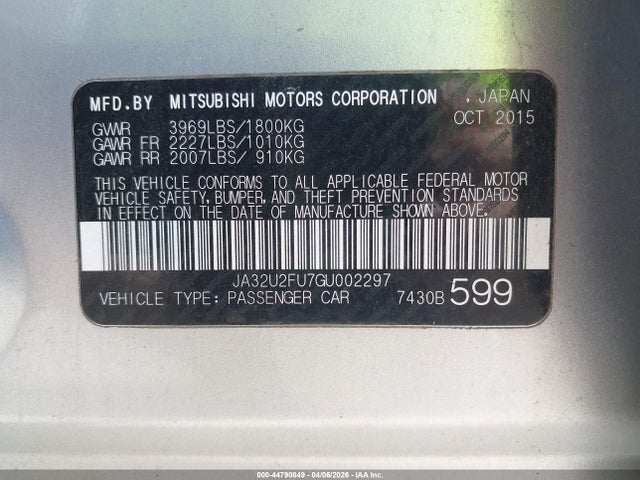 MFD.BY MITSUBISHI MOTORS CORPORATION , JAPAN
OCT 2015
GVWR 3969LBS/1800KG
GAWR FR 2227LBS/1010KG
GAWR RR 2007LBS/ 910KG
THIS VEHICLE CONFORMS TO ALL APPLICABLE FEDERAL MOTOR
VEHICLE SAFETY, BUMPER, AND THEFT PREVENTION STANDARDS
IN EFFECT ON THE DATE OF MANUFACTURE SHOWN ABOVE.
JA32U2FU7GU002297
VEHICLE TYPE: PASSENGER CAR 7430B 599
000-44790849 - 04/06/2026 - IAAI.COM